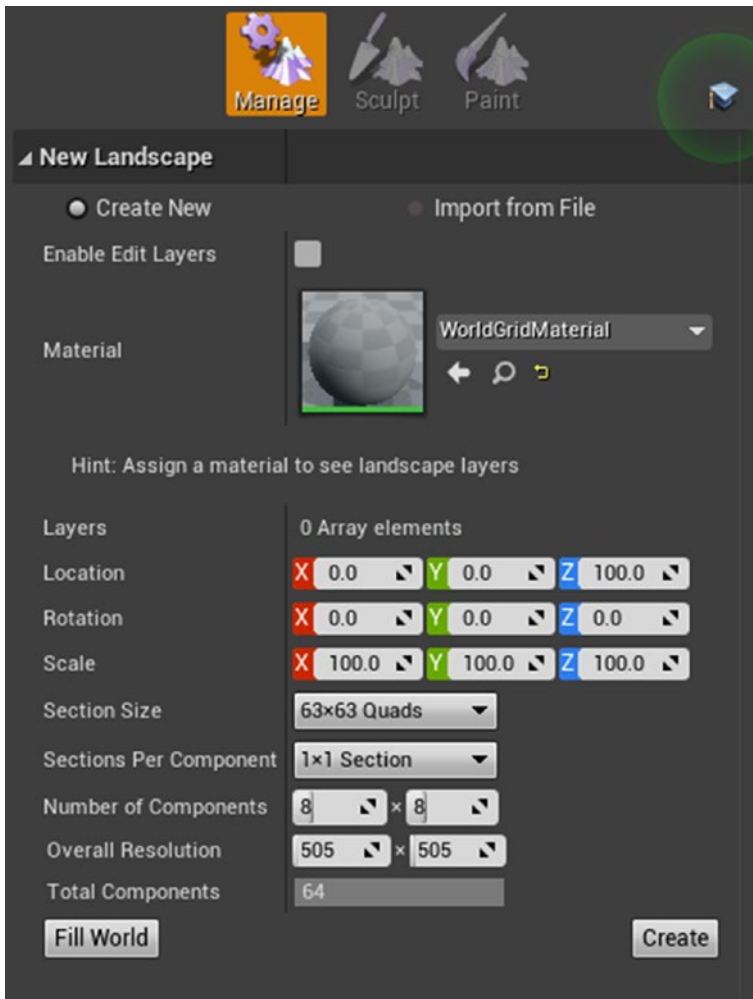 Manage Sculpt Paint
New Landscape
Create New Import from File
Enable Edit Layers
Material WorldGridMaterial
Hint: Assign a material to see landscape layers
Layers 0 Array elements
Location X 0.0 Y 0.0 Z 100.0
Rotation X 0.0 Y 0.0 Z 0.0
Scale X 100.0 Y 100.0 Z 100.0
Section Size 63×63 Quads
Sections Per Component 1×1 Section
Number of Components 8 × 8
Overall Resolution 505 × 505
Total Components 64
Fill World Create